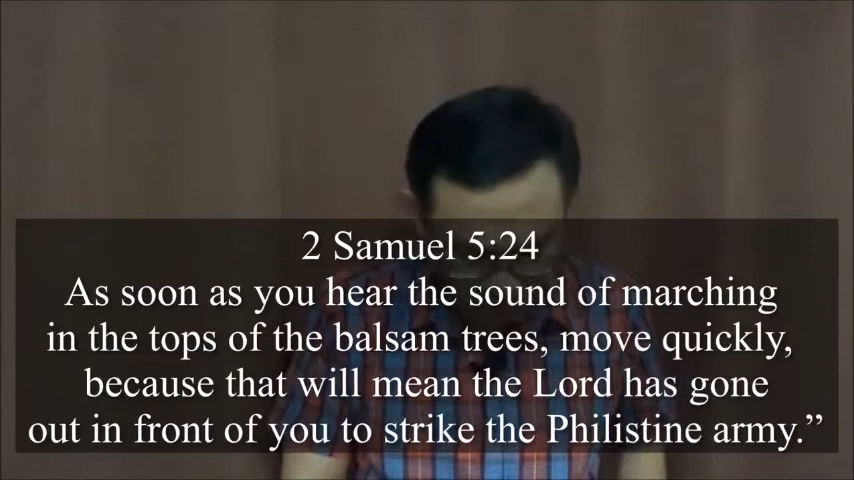 2 Samuel 5:24
As soon as you hear the sound of marching
in the tops of the balsam trees, move quickly,
because that will mean the Lord has gone
out in front of you to strike the Philistine army.”